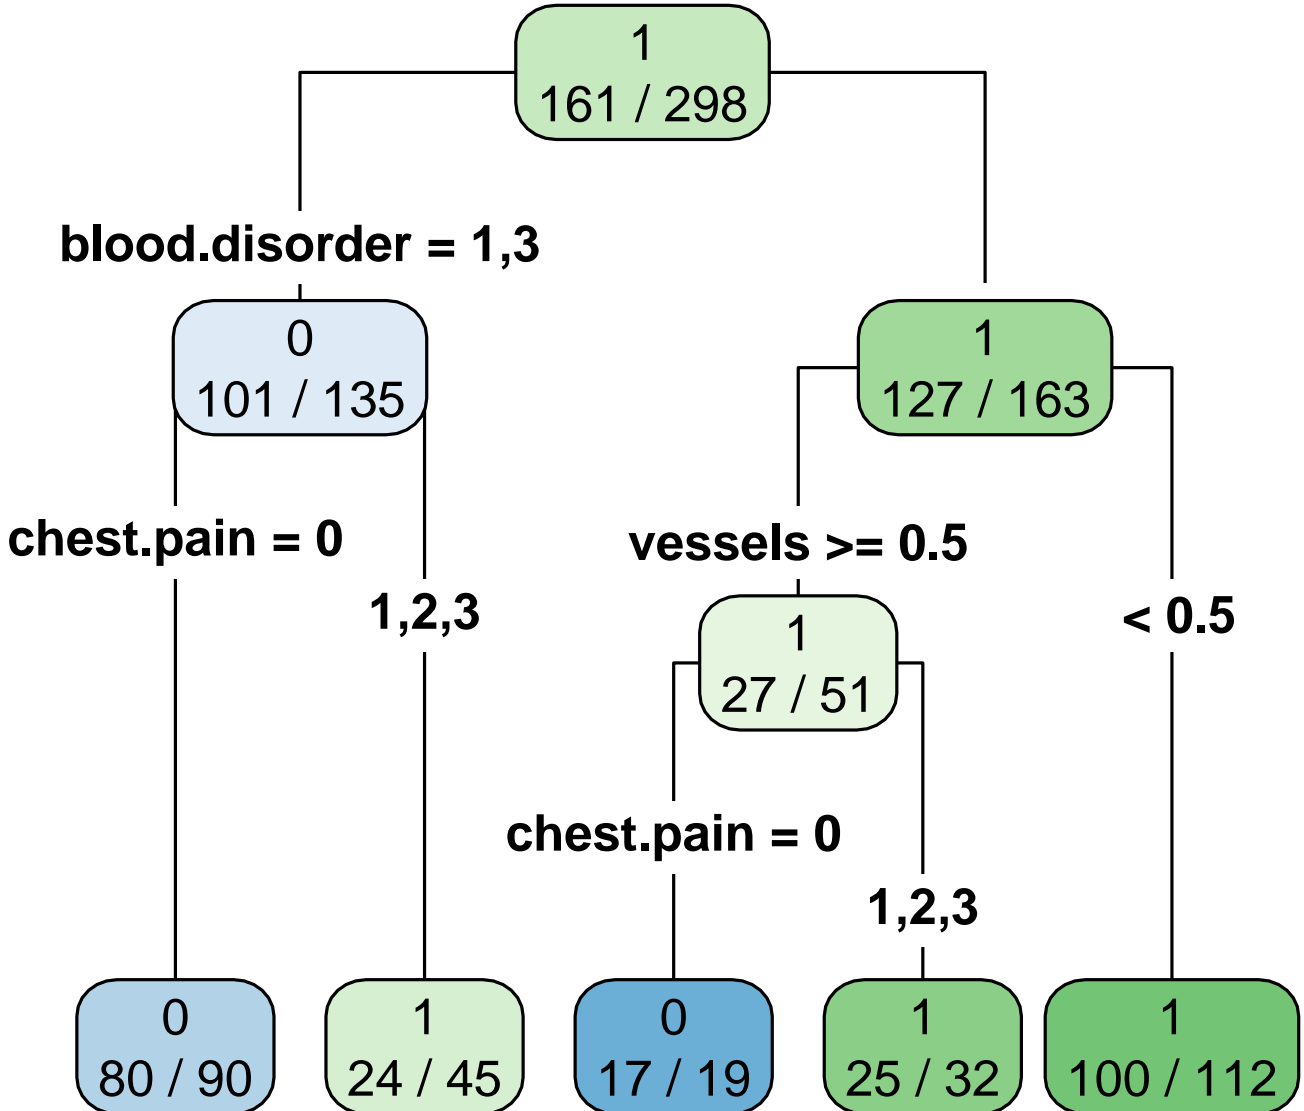 1
161 / 298
blood.disorder = 1,3
0
101 / 135
1
127 / 163
chest.pain = 0
1,2,3
vessels >= 0.5
< 0.5
1
27 / 51
chest.pain = 0
1,2,3
0
80 / 90
1
24 / 45
0
17 / 19
1
25 / 32
1
100 / 112